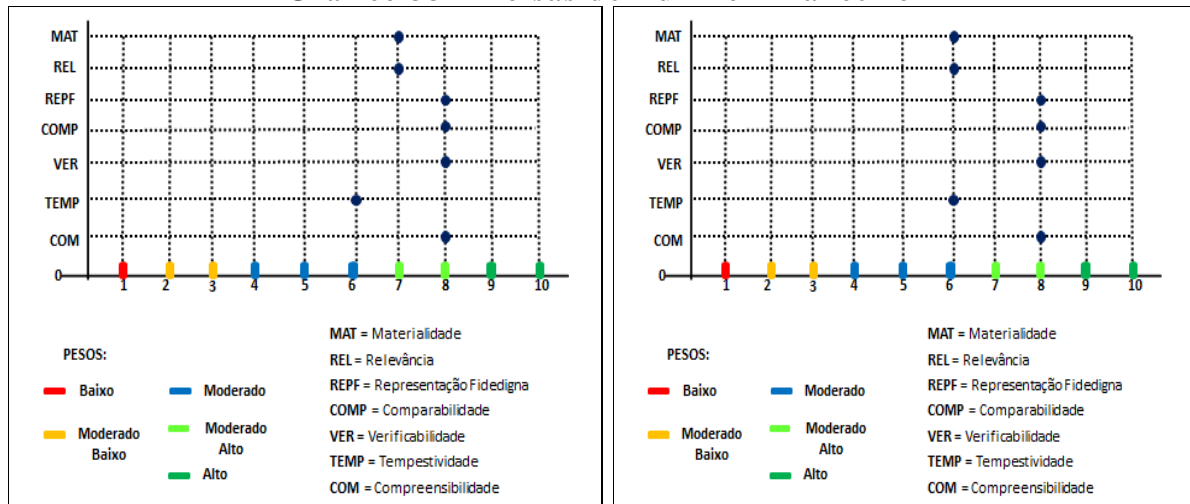 MAT
REL
REPF
COMP
VER
TEMP
COM
0
1 2 3 4 5 6 7 8 9 10
PESOS:
Baixo
Moderado
Moderado
Baixo
Moderado
Alto
Alto
MAT = Materialidade
REL = Relevância
REPF = Representação Fidedigna
COMP = Comparabilidade
VER = Verificabilidade
TEMP = Tempestividade
COM = Compreensibilidade
MAT
REL
REPF
COMP
VER
TEMP
COM
0
1 2 3 4 5 6 7 8 9 10
PESOS:
Baixo
Moderado
Moderado
Baixo
Moderado
Alto
Alto
MAT = Materialidade
REL = Relevância
REPF = Representação Fidedigna
COMP = Comparabilidade
VER = Verificabilidade
TEMP = Tempestividade
COM = Compreensibilidade